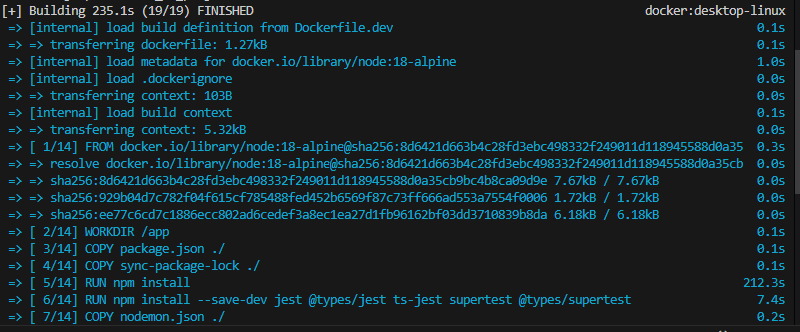 [+] Building 235.1s (19/19) FINISHED docker:desktop-linux
=> [internal] load build definition from Dockerfile.dev 0.1s
=> => transferring dockerfile: 1.27kB 0.1s
=> [internal] load metadata for docker.io/library/node:18-alpine 1.0s
=> [internal] load .dockerignore 0.0s
=> => transferring context: 103B 0.0s
=> [internal] load build context 0.1s
=> => transferring context: 5.32kB 0.0s
=> [ 1/14] FROM docker.io/library/node:18-alpine@sha256:8d6421d663b4c28fd3ebc498332f249011d118945588d0a35 0.3s
=> => resolve docker.io/library/node:18-alpine@sha256:8d6421d663b4c28fd3ebc498332f249011d118945588d0a35cb 0.0s
=> => sha256:8d6421d663b4c28fd3ebc498332f249011d118945588d0a35cb9bc4b8ca09d9e 7.67kB / 7.67kB 0.0s
=> => sha256:929b04d7c782f04f615cf785488fed452b6569f87c73ff666ad553a7554f0006 1.72kB / 1.72kB 0.0s
=> => sha256:ee77c6cd7c1886ecc802ad6cedef3a8ec1ea27d1fb96162bf03dd3710839b8da 6.18kB / 6.18kB 0.0s
=> [ 2/14] WORKDIR /app 0.1s
=> [ 3/14] COPY package.json ./ 0.1s
=> [ 4/14] COPY sync-package-lock ./ 0.1s
=> [ 5/14] RUN npm install 212.3s
=> [ 6/14] RUN npm install --save-dev jest @types/jest ts-jest supertest @types/supertest 7.4s
=> [ 7/14] COPY nodemon.json ./ 0.2s